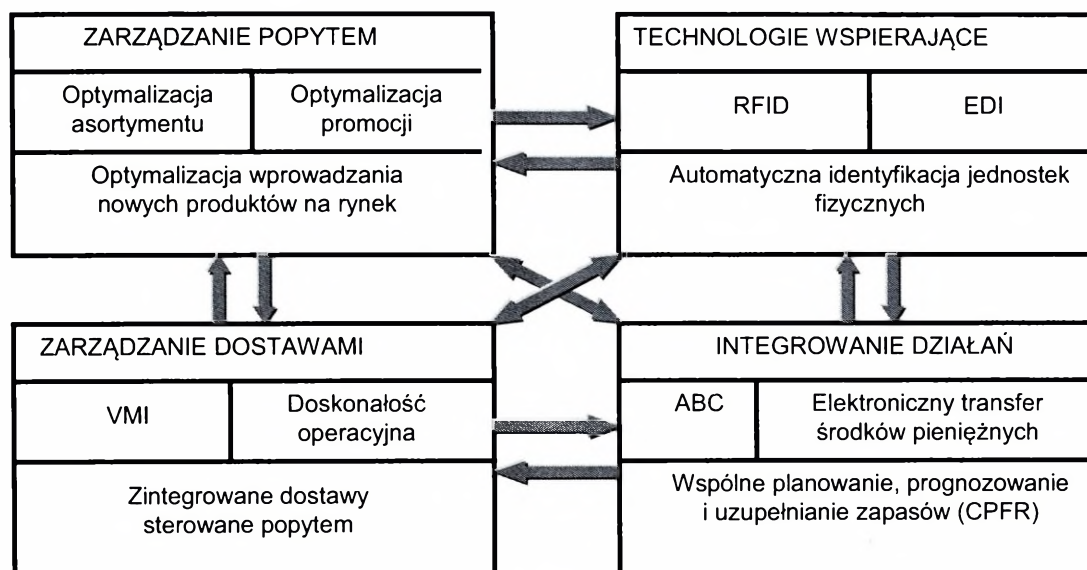 ZARZĄDZANIE POPYTEM
Optymalizacja
asortymentu
Optymalizacja
promocji
Optymalizacja wprowadzania
nowych produktów na rynek
TECHNOLOGIE WSPIERAJĄCE
RFID
EDI
Automatyczna identyfikacja jednostek
fizycznych
ZARZĄDZANIE DOSTAWAMI
VMI
Doskonałość
operacyjna
Zintegrowane dostawy
sterowane popytem
INTEGROWANIE DZIAŁAŃ
ABC
Elektroniczny transfer
środków pieniężnych
Wspólne planowanie, prognozowanie
i uzupełnianie zapasów (CPFR)